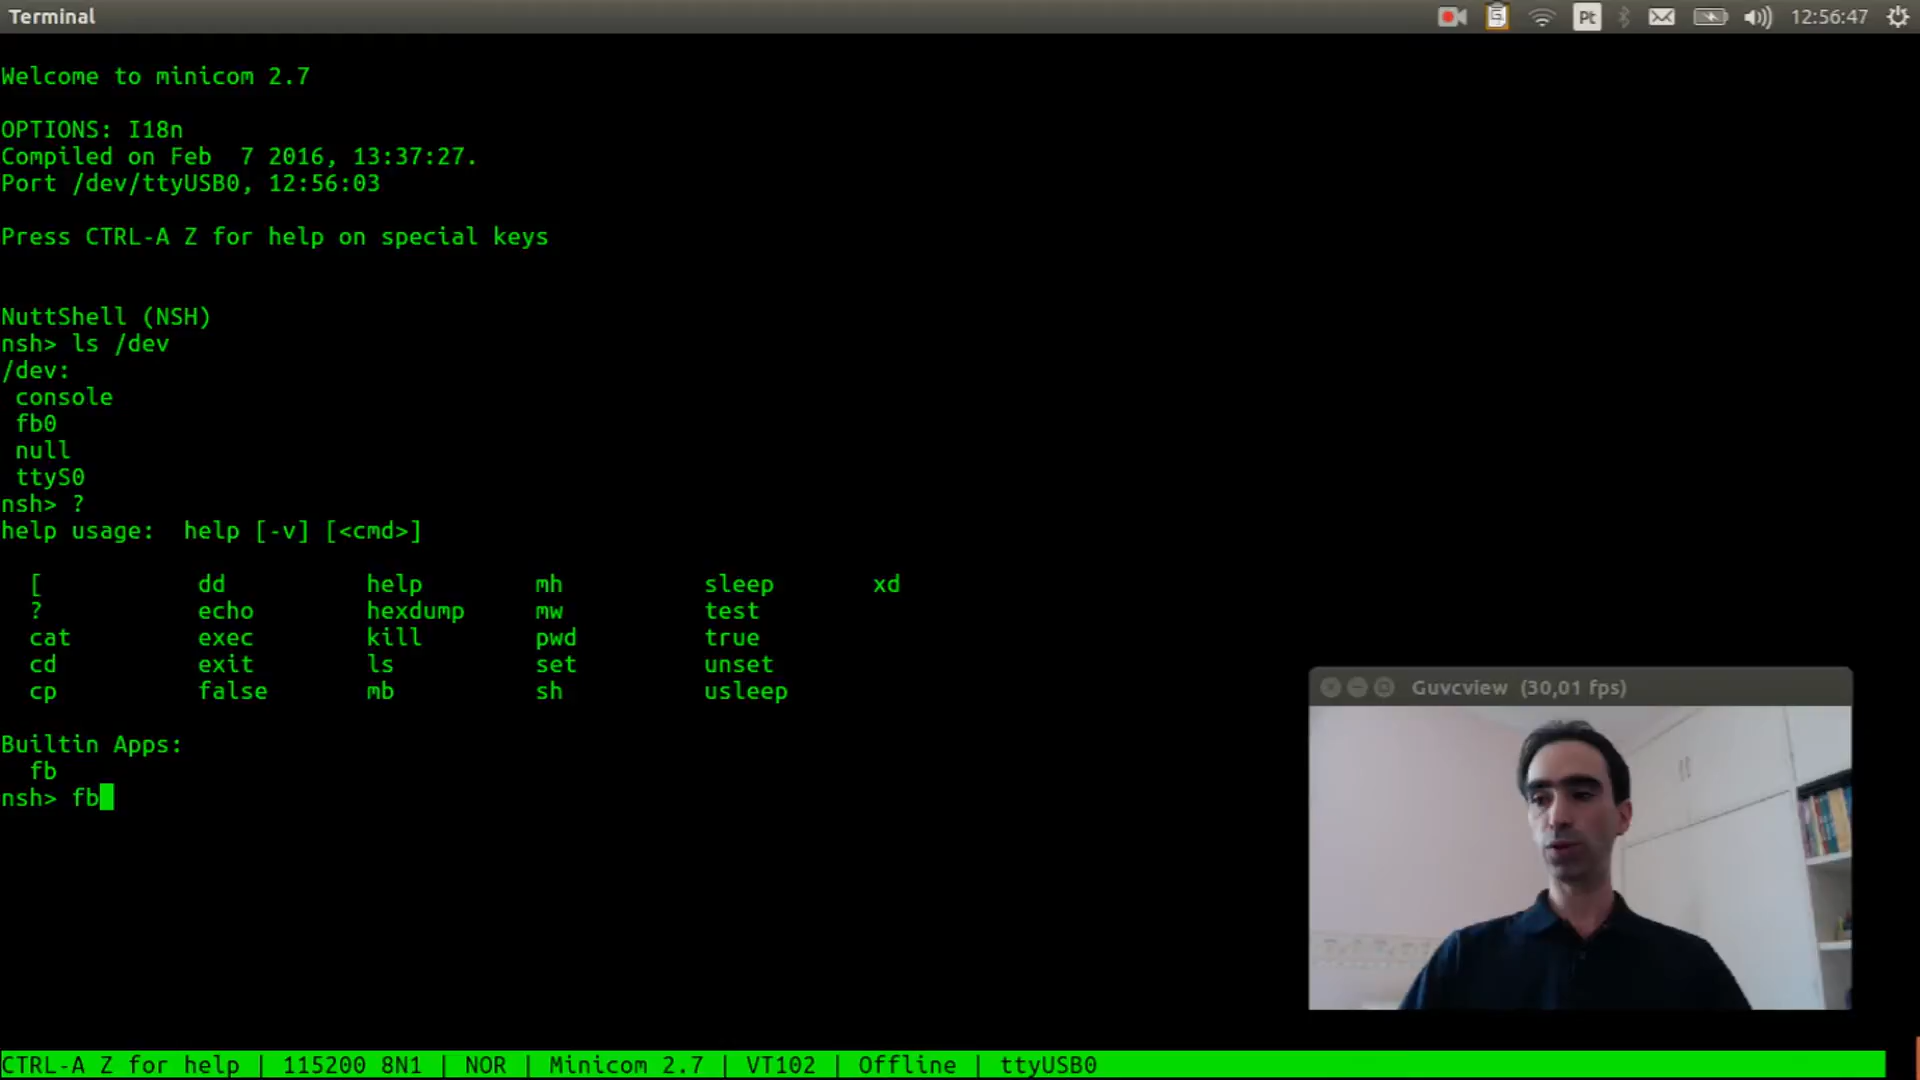 Terminal
Pt
12:56:47
Welcome to minicom 2.7
OPTIONS: I18n
Compiled on Feb  7 2016, 13:37:27.
Port /dev/ttyUSB0, 12:56:03
Press CTRL-A Z for help on special keys
NuttShell (NSH)
nsh> ls /dev
/dev:
console
fb0
null
ttyS0
nsh> ?
help usage:  help [-v] [<cmd>]
[ dd help mh sleep xd
? echo hexdump mw test
cat exec kill pwd true
cd exit ls set unset
cp false mb sh usleep
Builtin Apps:
fb
nsh> fb
Guvcview (30,01 fps)
CTRL-A Z for help | 115200 8N1 | NOR | Minicom 2.7 | VT102 | Offline | ttyUSB0